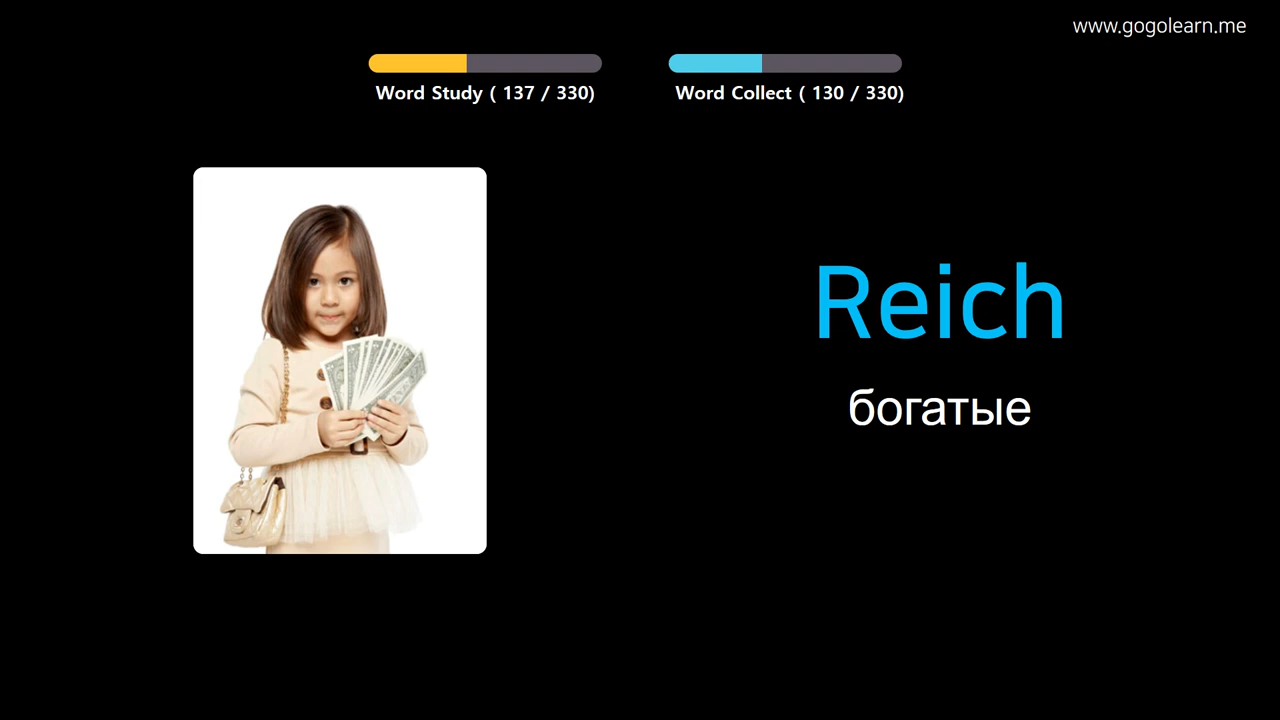 www.gogolearn.me
Word Study ( 137 / 330)
Word Collect ( 130 / 330)
Reich
богатые